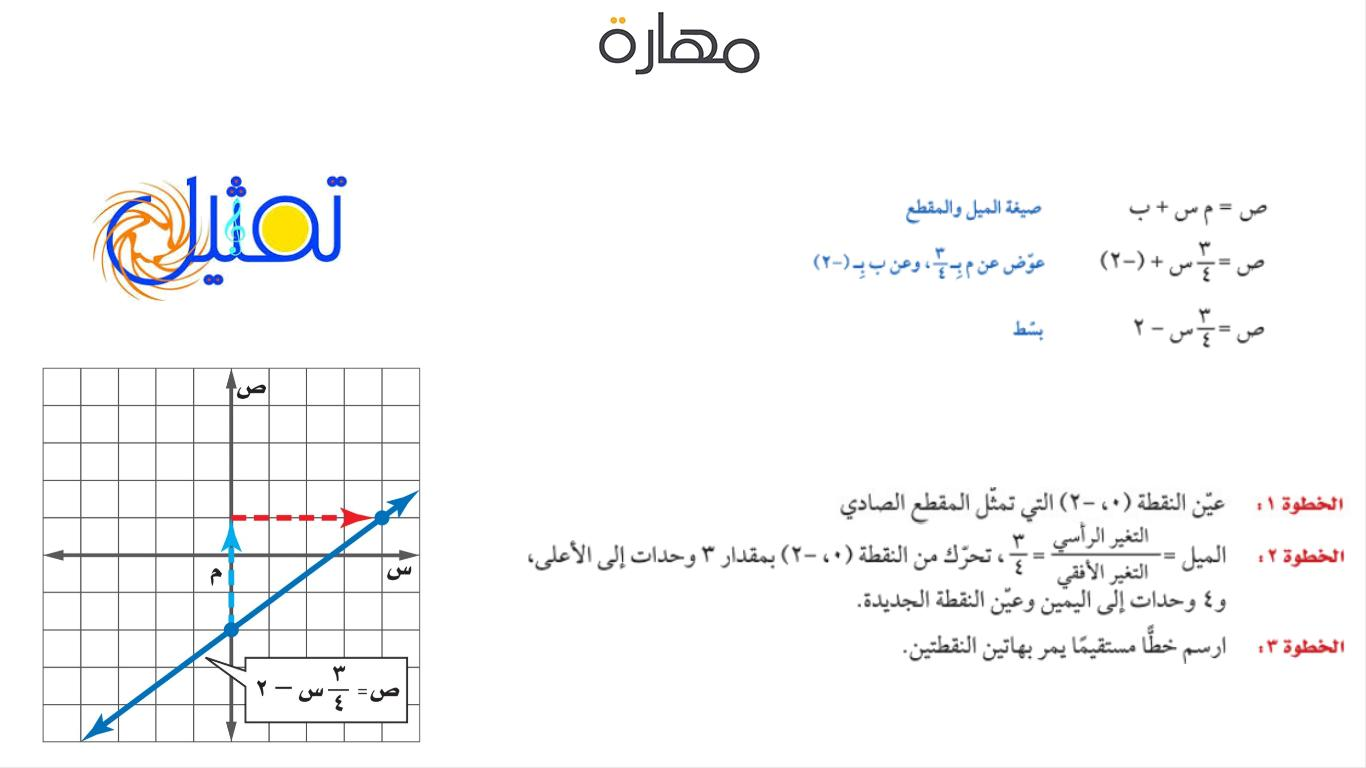 مهارة
تمثيل
ص = م س + ب صيغة الميل والمقطع
ص = ٣/٤ س + (-٢) عوّض عن م بِـ ٣/٤، وعن ب بِـ (-٢)
ص = ٣/٤ س - ٢ بسّط
الخطوة ١: عيّن النقطة (٠، -٢) التي تمثّل المقطع الصادي
الخطوة ٢: الميل = التغير الرأسي/التغير الأفقي = ٣/٤، تحرّك من النقطة (٠، -٢) بمقدار ٣ وحدات إلى الأعلى،
و٤ وحدات إلى اليمين وعيّن النقطة الجديدة.
الخطوة ٣: ارسم خطًّا مستقيمًا يمر بهاتين النقطتين.
ص
س
م
ص = ٣/٤ س - ٢